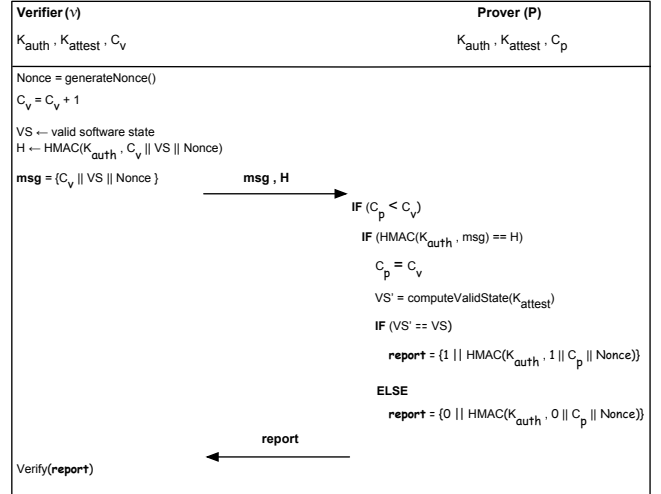 Verifier (ν)
Prover (P)
K_auth , K_attest , C_v
K_auth , K_attest , C_p
Nonce = generateNonce()
C_v = C_v + 1
VS ← valid software state
H ← HMAC(K_auth , C_v || VS || Nonce)
msg = {C_v || VS || Nonce }
msg , H
IF (C_p < C_v)
IF (HMAC(K_auth , msg) == H)
C_p = C_v
VS' = computeValidState(K_attest)
IF (VS' == VS)
report = {1 || HMAC(K_auth , 1 || C_p || Nonce)}
ELSE
report = {0 || HMAC(K_auth , 0 || C_p || Nonce)}
report
Verify(report)